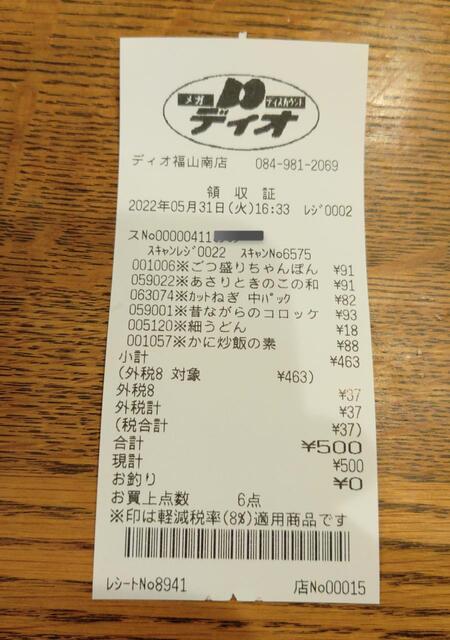 メガ ディスカウント
ディオ
ディオ福山南店 084-981-2069
領収証
2022年05月31日(火)16:33 ﾚｼﾞ0002
スNo00000411
ｽｷｬﾝﾚｼﾞ0022 ｽｷｬﾝNo6575
001006※ごつ盛りちゃんぽん ¥91
059022※あさりときのこの和 ¥91
063074※ｶｯﾄねぎ 中ﾊﾟｯｸ ¥82
059001※昔ながらのコロッケ ¥93
005120※細うどん ¥18
001057※かに炒飯の素 ¥88
小計 ¥463
(外税8 対象 ¥463)
外税8 ¥37
外税計 ¥37
(税合計 ¥37)
合計 ¥500
現計 ¥500
お釣り ¥0
お買上点数 6点
※印は軽減税率(8%)適用商品です
ﾚｼｰﾄNo8941 店No00015